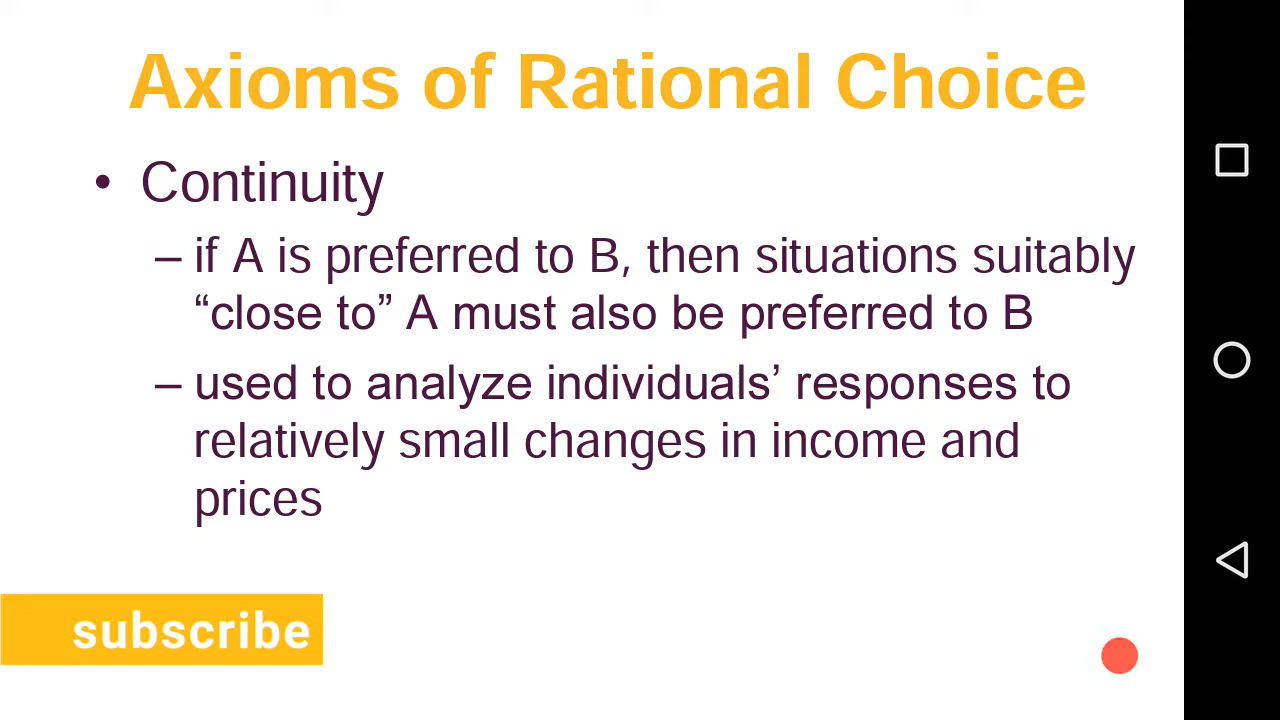 Axioms of Rational Choice
• Continuity
– if A is preferred to B, then situations suitably
“close to” A must also be preferred to B
– used to analyze individuals’ responses to
relatively small changes in income and
prices
subscribe